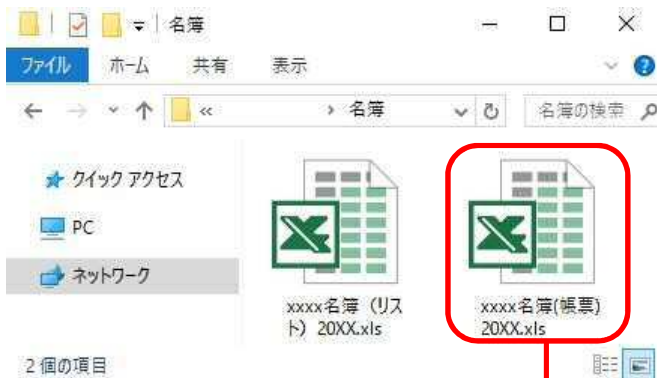 名簿
ファイル ホーム 共有 表示
« › 名簿 名簿の検索
クイック アクセス
PC
ネットワーク
xxxx名簿（リス
ト）20XX.xls
xxxx名簿(帳票)
20XX.xls
2 個の項目